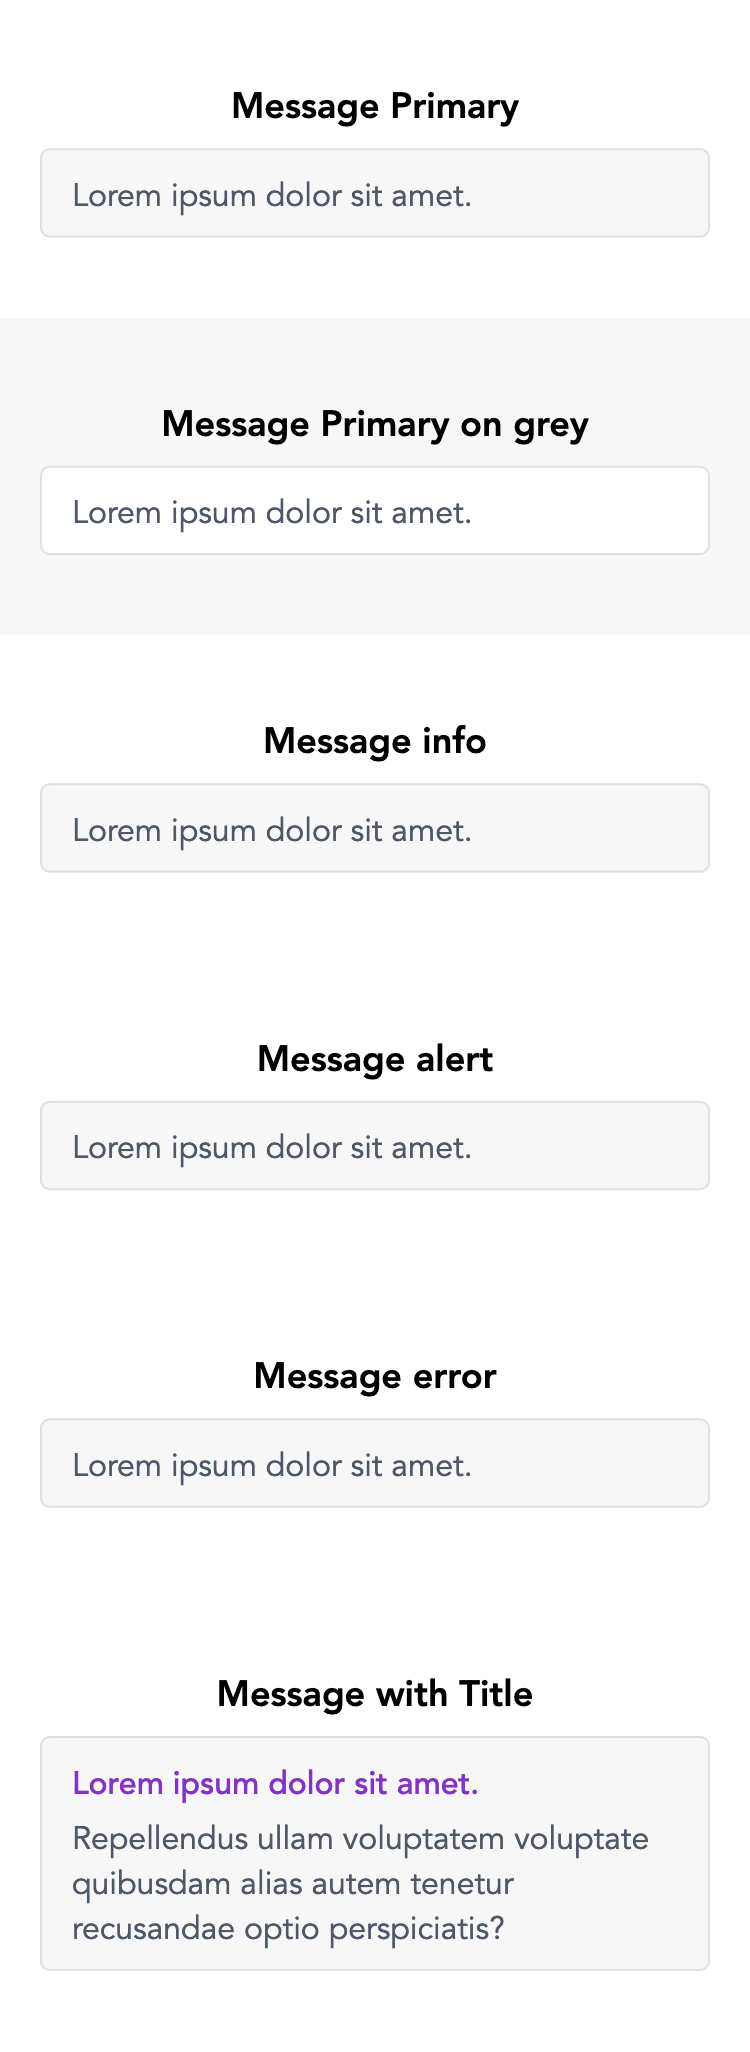 Message Primary
Lorem ipsum dolor sit amet.
Message Primary on grey
Lorem ipsum dolor sit amet.
Message info
Lorem ipsum dolor sit amet.
Message alert
Lorem ipsum dolor sit amet.
Message error
Lorem ipsum dolor sit amet.
Message with Title
Lorem ipsum dolor sit amet.
Repellendus ullam voluptatem voluptate
quibusdam alias autem tenetur
recusandae optio perspiciatis?